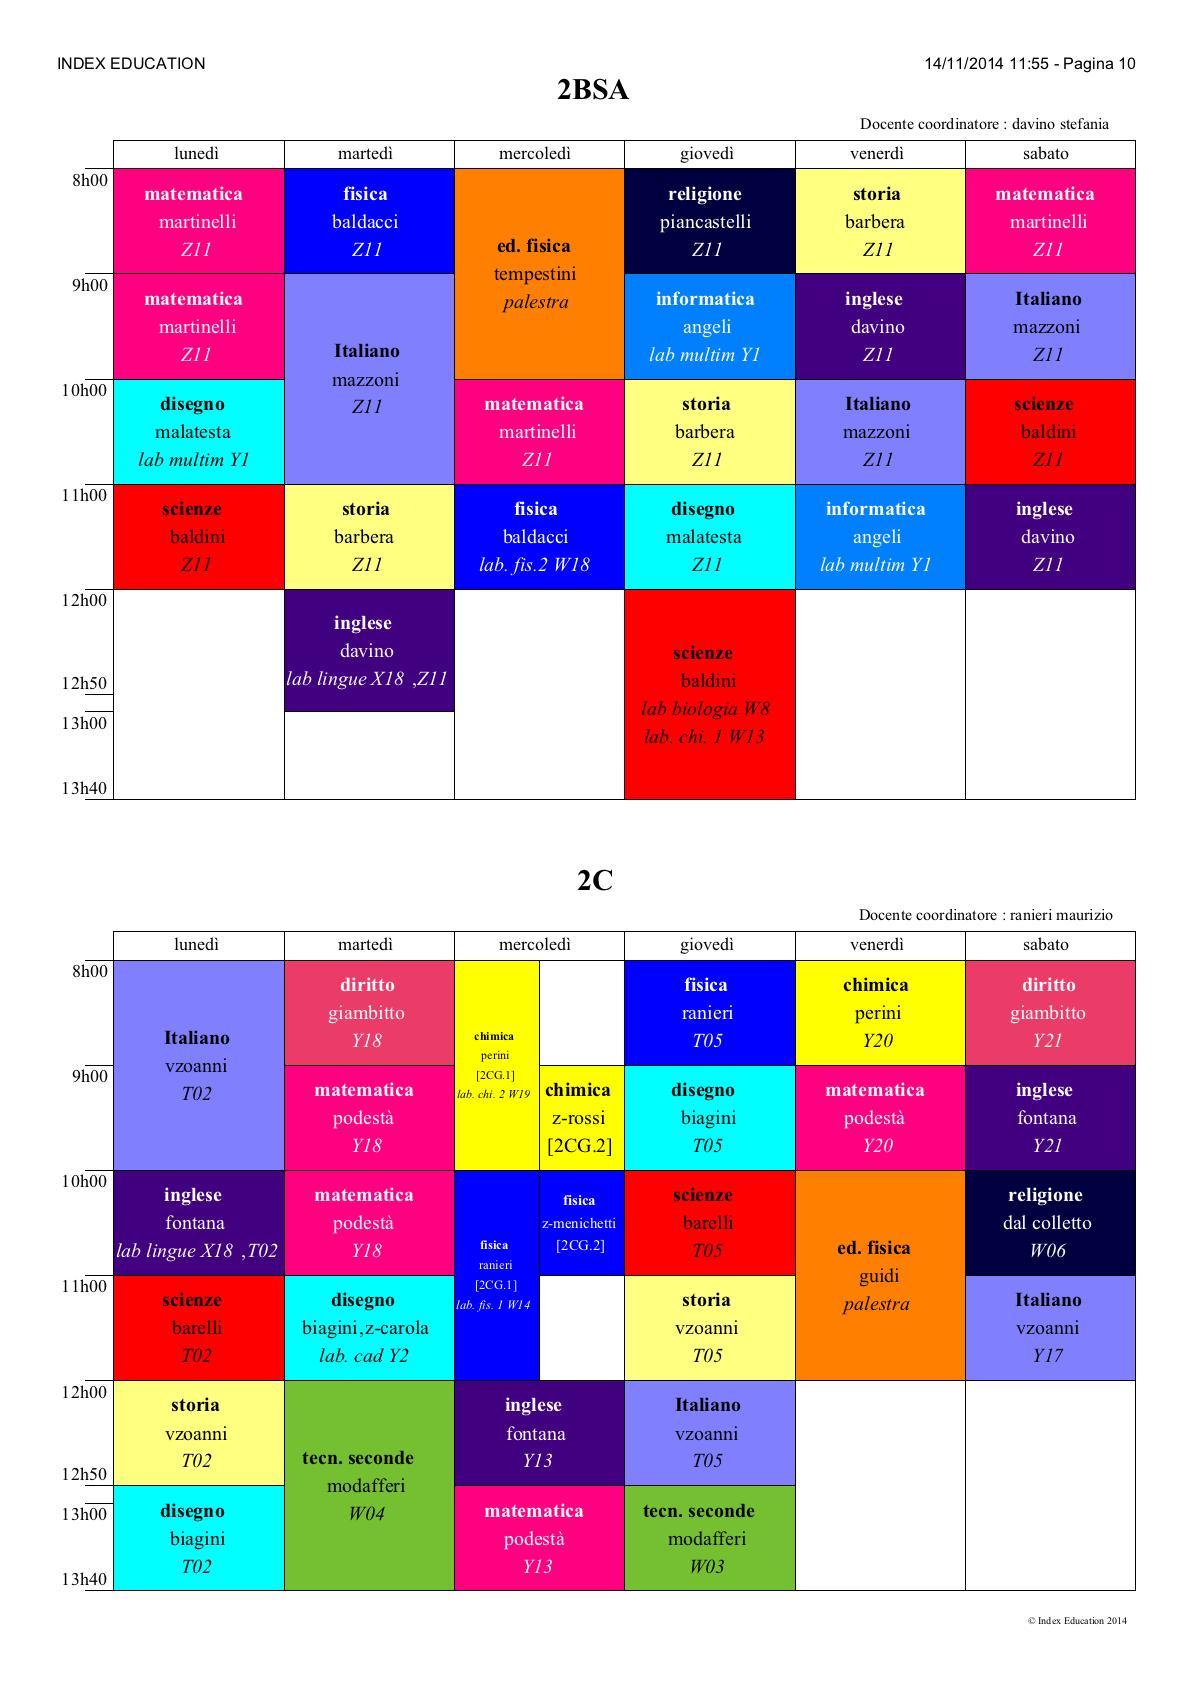 INDEX EDUCATION
14/11/2014 11:55 - Pagina 10
2BSA
Docente coordinatore : davino stefania
lunedì martedì mercoledì giovedì venerdì sabato
8h00
matematica
martinelli
Z11
fisica
baldacci
Z11
ed. fisica
tempestini
palestra
religione
piancastelli
Z11
storia
barbera
Z11
matematica
martinelli
Z11
9h00
matematica
martinelli
Z11
Italiano
mazzoni
Z11
informatica
angeli
lab multim Y1
inglese
davino
Z11
Italiano
mazzoni
Z11
10h00
disegno
malatesta
lab multim Y1
matematica
martinelli
Z11
storia
barbera
Z11
Italiano
mazzoni
Z11
scienze
baldini
Z11
11h00
scienze
baldini
Z11
storia
barbera
Z11
fisica
baldacci
lab. fis.2 W18
disegno
malatesta
Z11
informatica
angeli
lab multim Y1
inglese
davino
Z11
12h00
inglese
davino
lab lingue X18 ,Z11
scienze
baldini
lab biologia W8
lab. chi. 1 W13
12h50
13h00
13h40
2C
Docente coordinatore : ranieri maurizio
lunedì martedì mercoledì giovedì venerdì sabato
8h00
Italiano
vzoanni
T02
diritto
giambitto
Y18
chimica
perini
[2CG.1]
lab. chi. 2 W19
fisica
ranieri
T05
chimica
perini
Y20
diritto
giambitto
Y21
9h00
matematica
podestà
Y18
chimica
z-rossi
[2CG.2]
disegno
biagini
T05
matematica
podestà
Y20
inglese
fontana
Y21
10h00
inglese
fontana
lab lingue X18 ,T02
matematica
podestà
Y18
fisica
ranieri
[2CG.1]
lab. fis. 1 W14
fisica
z-menichetti
[2CG.2]
scienze
barelli
T05
ed. fisica
guidi
palestra
religione
dal colletto
W06
11h00
scienze
barelli
T02
disegno
biagini,z-carola
lab. cad Y2
storia
vzoanni
T05
Italiano
vzoanni
Y17
12h00
storia
vzoanni
T02
tecn. seconde
modafferi
W04
inglese
fontana
Y13
Italiano
vzoanni
T05
12h50
13h00
disegno
biagini
T02
matematica
podestà
Y13
tecn. seconde
modafferi
W03
13h40
© Index Education 2014